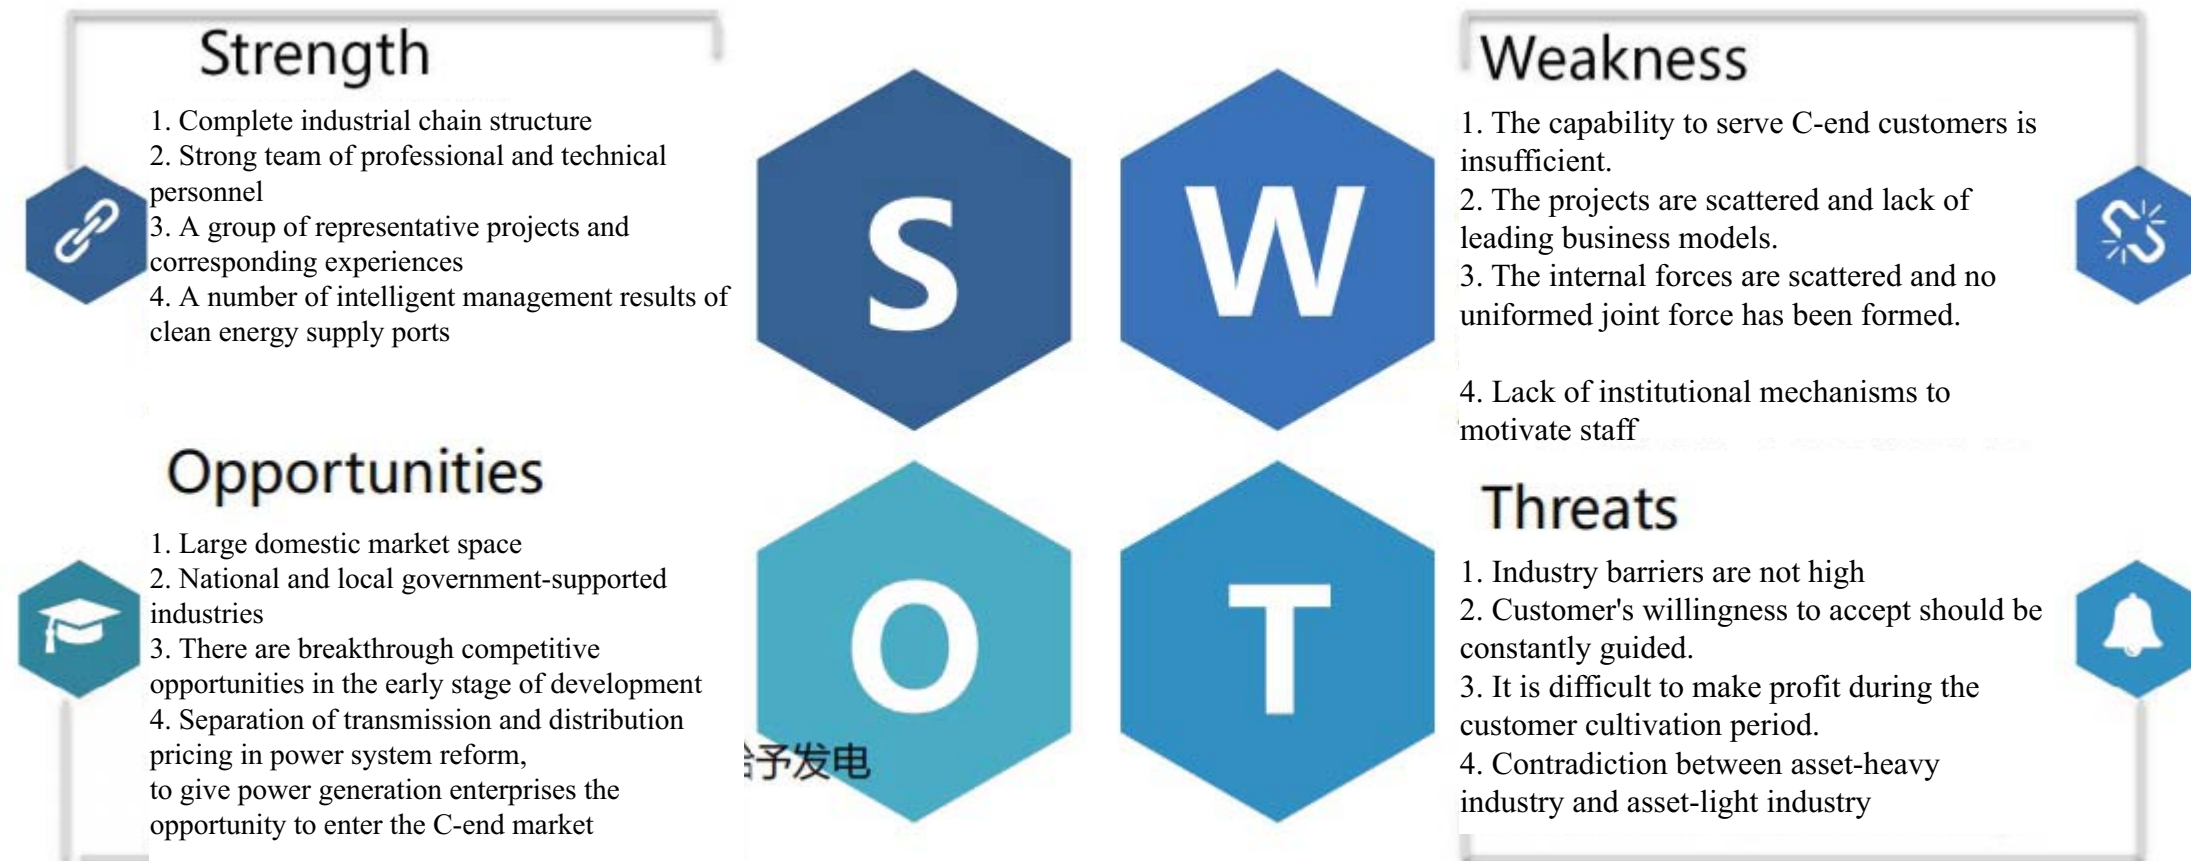 Strength
1. Complete industrial chain structure
2. Strong team of professional and technical
personnel
3. A group of representative projects and
corresponding experiences
4. A number of intelligent management results of
clean energy supply ports
S
W
Weakness
1. The capability to serve C-end customers is
insufficient.
2. The projects are scattered and lack of
leading business models.
3. The internal forces are scattered and no
uniformed joint force has been formed.
4. Lack of institutional mechanisms to
motivate staff
Opportunities
1. Large domestic market space
2. National and local government-supported
industries
3. There are breakthrough competitive
opportunities in the early stage of development
4. Separation of transmission and distribution
pricing in power system reform,
to give power generation enterprises the
opportunity to enter the C-end market
O
予发电
T
Threats
1. Industry barriers are not high
2. Customer's willingness to accept should be
constantly guided.
3. It is difficult to make profit during the
customer cultivation period.
4. Contradiction between asset-heavy
industry and asset-light industry